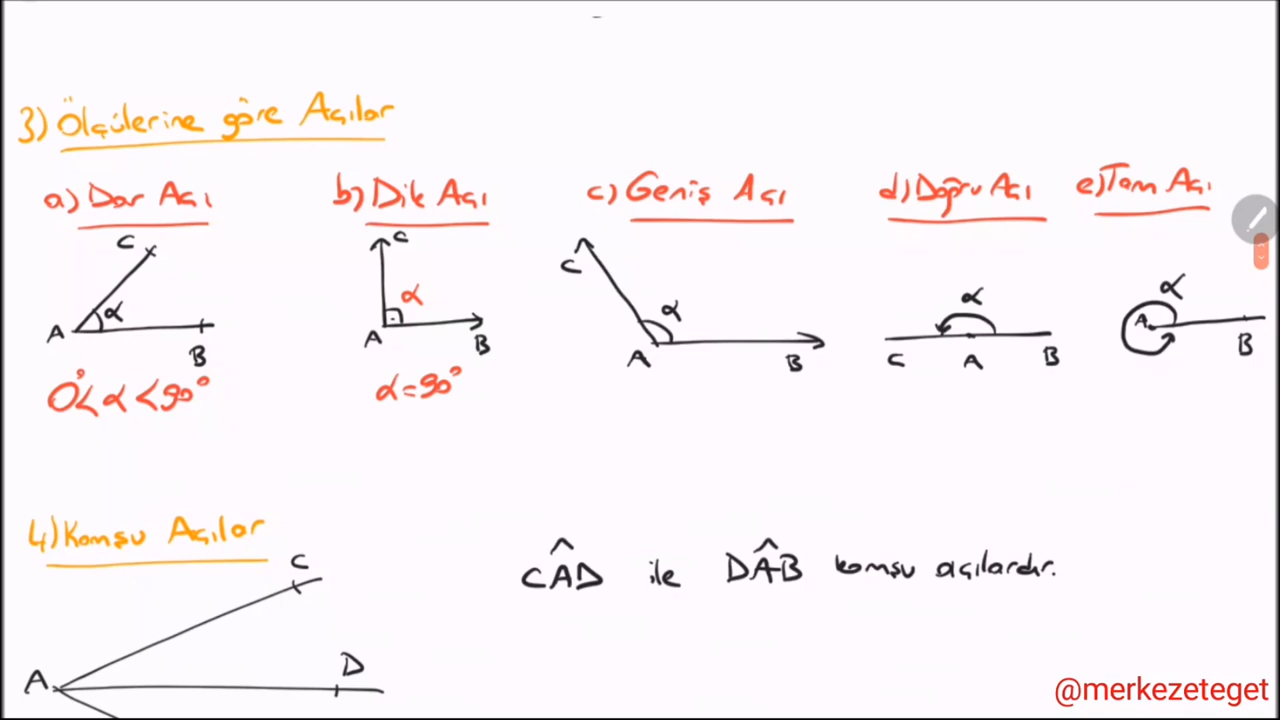 3) Ölçülerine göre Açılar
a) Dar Açı b) Dik Açı c) Geniş Açı d) Doğru Açı e) Tam Açı
C α A B
C α A B
C α A B
α C A B
α A B
0° < α < 90° α = 90°
4) Komşu Açılar
C A D
CÂD ile DÂB komşu açılardır.
@merkezeteget